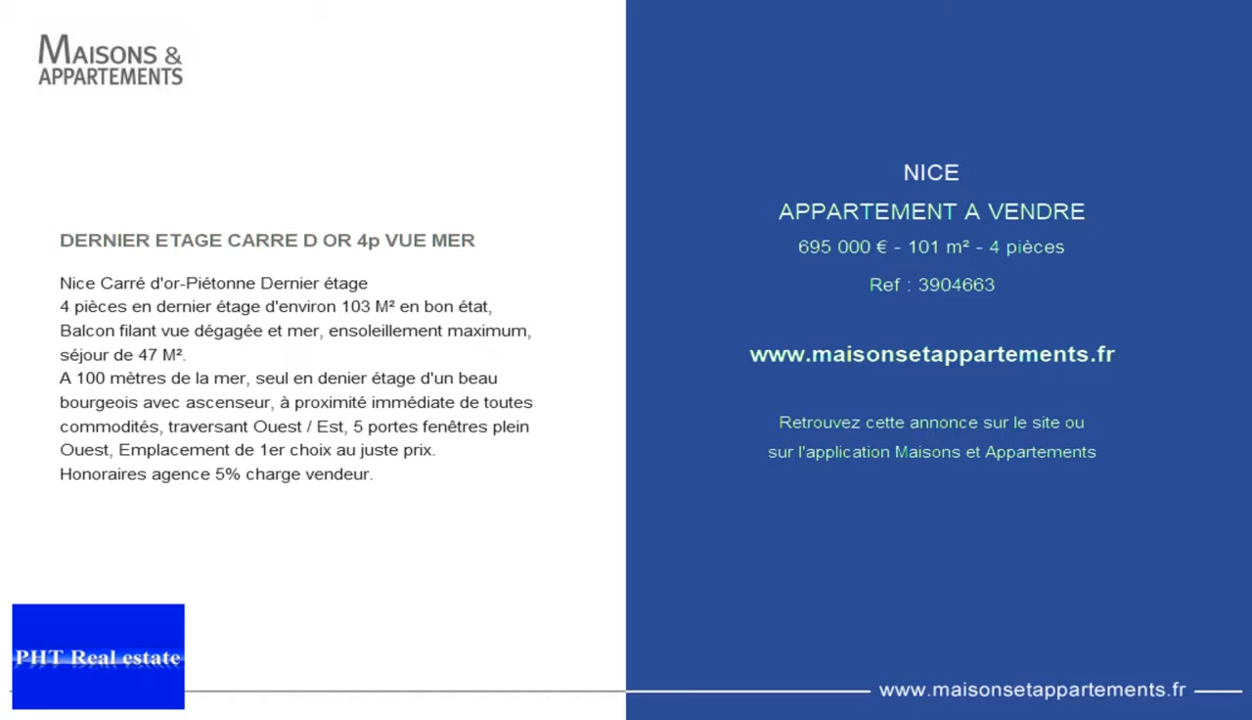 MAISONS &
APPARTEMENTS
DERNIER ETAGE CARRE D OR 4p VUE MER
Nice Carré d'or-Piétonne Dernier étage
4 pièces en dernier étage d'environ 103 M² en bon état,
Balcon filant vue dégagée et mer, ensoleillement maximum,
séjour de 47 M².
A 100 mètres de la mer, seul en denier étage d'un beau
bourgeois avec ascenseur, à proximité immédiate de toutes
commodités, traversant Ouest / Est, 5 portes fenêtres plein
Ouest, Emplacement de 1er choix au juste prix.
Honoraires agence 5% charge vendeur.
PHT Real estate
NICE
APPARTEMENT A VENDRE
695 000 € - 101 m² - 4 pièces
Ref : 3904663
www.maisonsetappartements.fr
Retrouvez cette annonce sur le site ou
sur l'application Maisons et Appartements
www.maisonsetappartements.fr